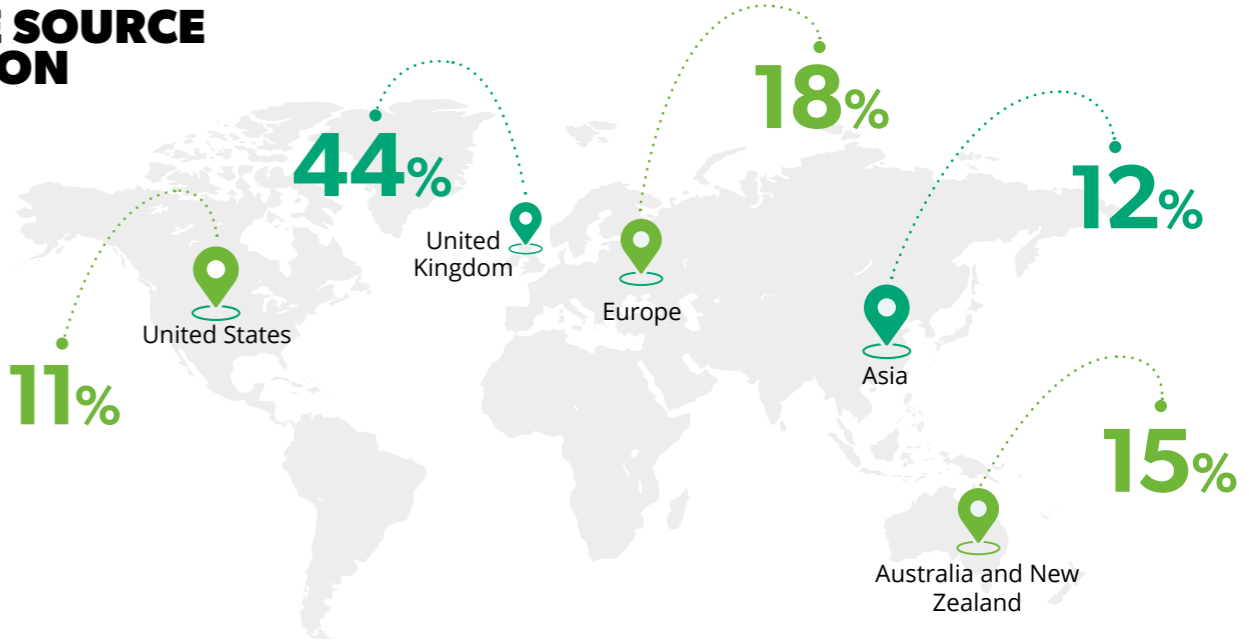 SOURCE
ON
18%
44%
12%
United
Kingdom
Europe
United States
Asia
11%
15%
Australia and New
Zealand